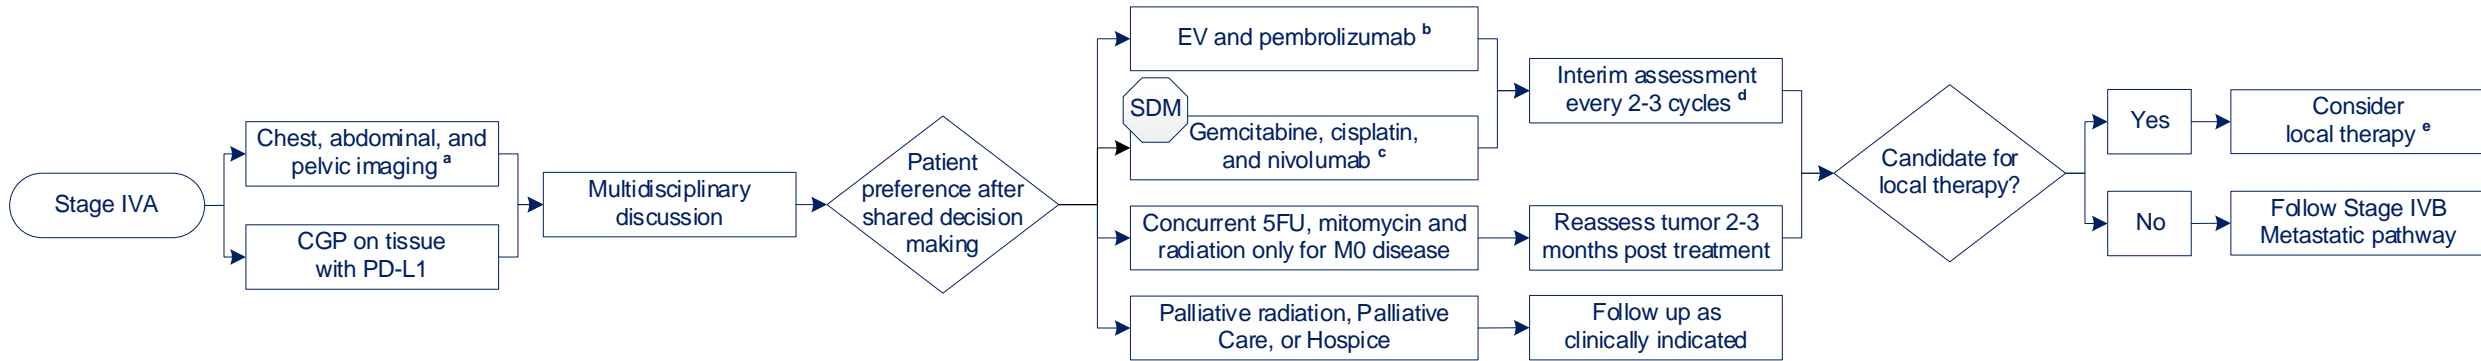 Stage IVA
Chest, abdominal, and
pelvic imaging a
CGP on tissue
with PD-L1
Multidisciplinary
discussion
Patient
preference after
shared decision
making
EV and pembrolizumab b
SDM
Gemcitabine, cisplatin,
and nivolumab c
Concurrent 5FU, mitomycin and
radiation only for M0 disease
Palliative radiation, Palliative
Care, or Hospice
Interim assessment
every 2-3 cycles d
Reassess tumor 2-3
months post treatment
Follow up as
clinically indicated
Candidate for
local therapy?
Yes
Consider
local therapy e
No
Follow Stage IVB
Metastatic pathway